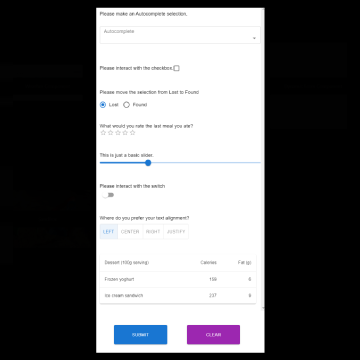 Please make an Autocomplete selection.
Autocomplete
Please interact with the checkbox:
Please move the selection from Lost to Found
Lost Found
What would you rate the last meal you ate?
This is just a basic slider.
Please interact with the switch
Where do you prefer your text alignment?
LEFT CENTER RIGHT JUSTIFY
Dessert (100g serving) Calories Fat (g)
Frozen yoghurt 159 6
Ice cream sandwich 237 9
SUBMIT CLEAR